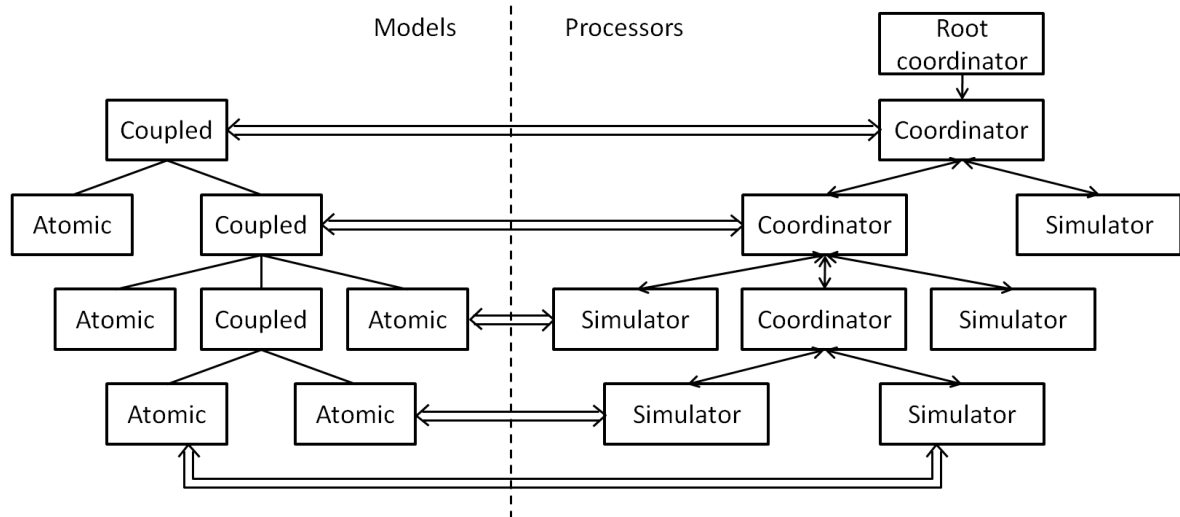 Models
Processors
Root
coordinator
Coupled
Coordinator
Atomic
Coupled
Coordinator
Simulator
Atomic
Coupled
Atomic
Simulator
Coordinator
Simulator
Atomic
Atomic
Simulator
Simulator